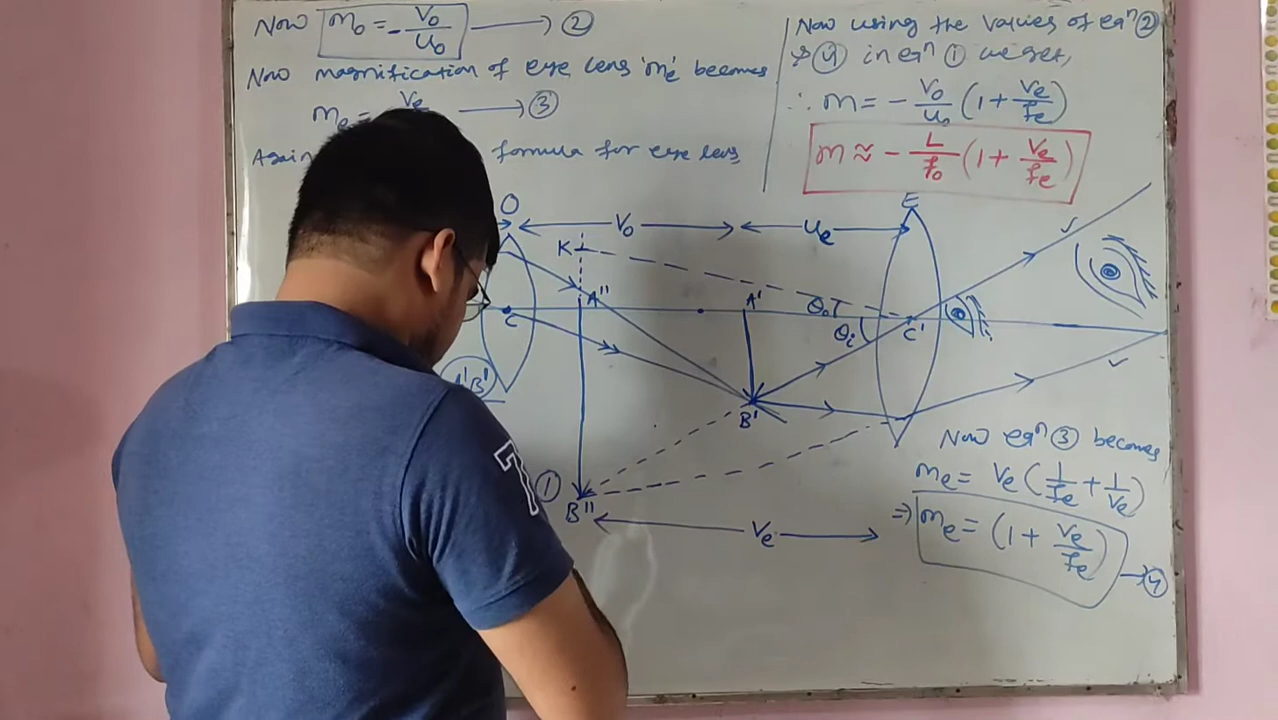 Now m₀ = - V₀/u₀ → ②
Now magnification of eye lens 'mₑ' becomes
mₑ = Vₑ → ③
Again formula for eye lens
Now using the values of eqⁿ ②
& ④ in eqⁿ ① we get,
∴ m = - V₀/u₀ (1 + Vₑ/fₑ)
m ≈ - L/f₀ (1 + Vₑ/fₑ)
O V₀ uₑ E
K
A'' A' θ₀ θᵢ
C C'
A'B'
B'
① B''
Vₑ
Now eqⁿ ③ becomes
mₑ = Vₑ (1/fₑ + 1/Vₑ)
⇒ mₑ = (1 + Vₑ/fₑ) → ④
T